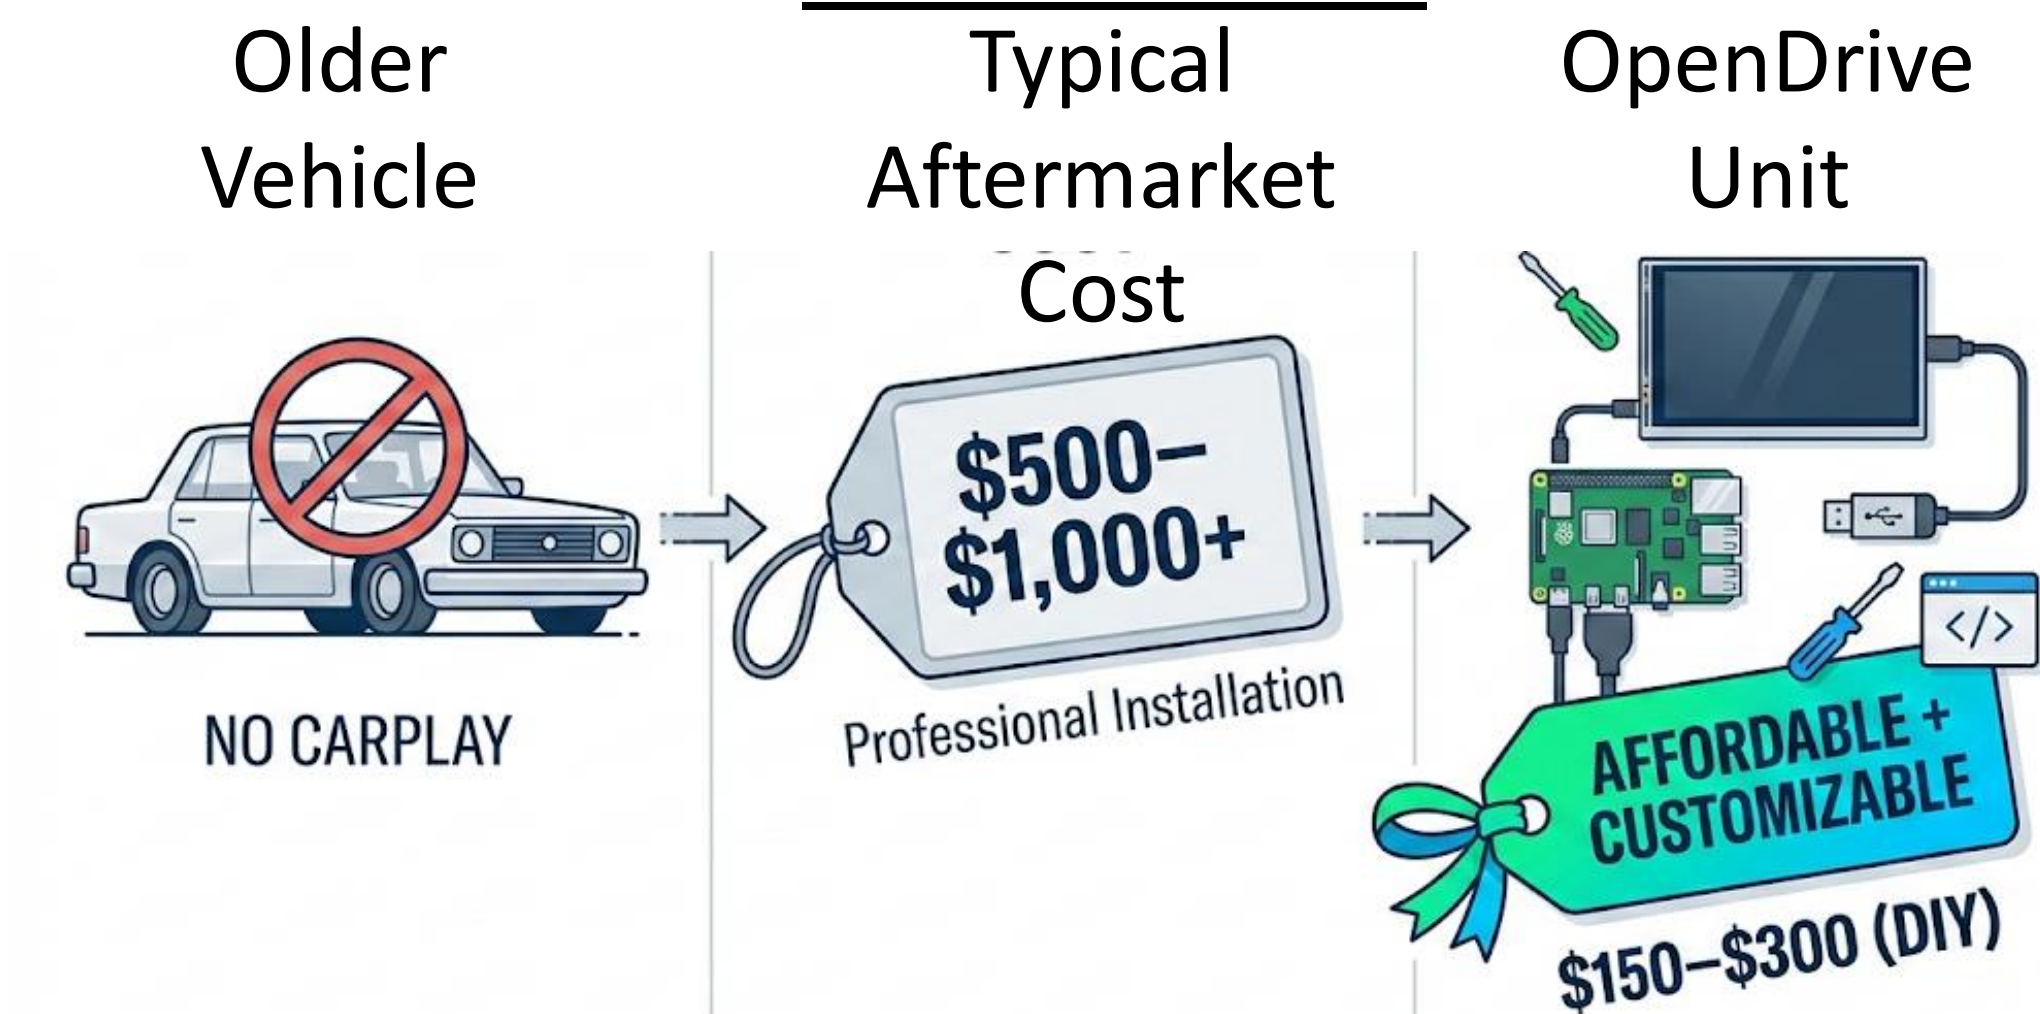 Older
Vehicle
NO CARPLAY
Typical
Aftermarket
Cost
$500–
$1,000+
Professional Installation
OpenDrive
Unit
</>
AFFORDABLE +
CUSTOMIZABLE
$150–$300 (DIY)